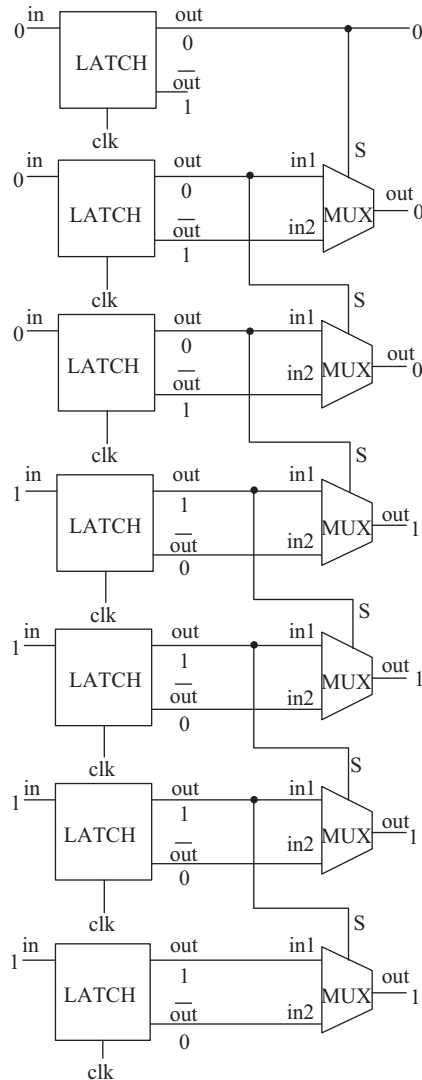 in out
0 0 0
LATCH
out
1
clk
S
in out in1
0 0 out
LATCH MUX 0
out in2
1
clk
S
in out in1
0 0 out
LATCH MUX 0
out in2
1
clk
S
in out in1
1 1 out
LATCH MUX 1
out in2
0
clk
S
in out in1
1 1 out
LATCH MUX 1
out in2
0
clk
S
in out in1
1 1 out
LATCH MUX 1
out in2
0
clk
S
in out in1
1 1 out
LATCH MUX 1
out in2
0
clk